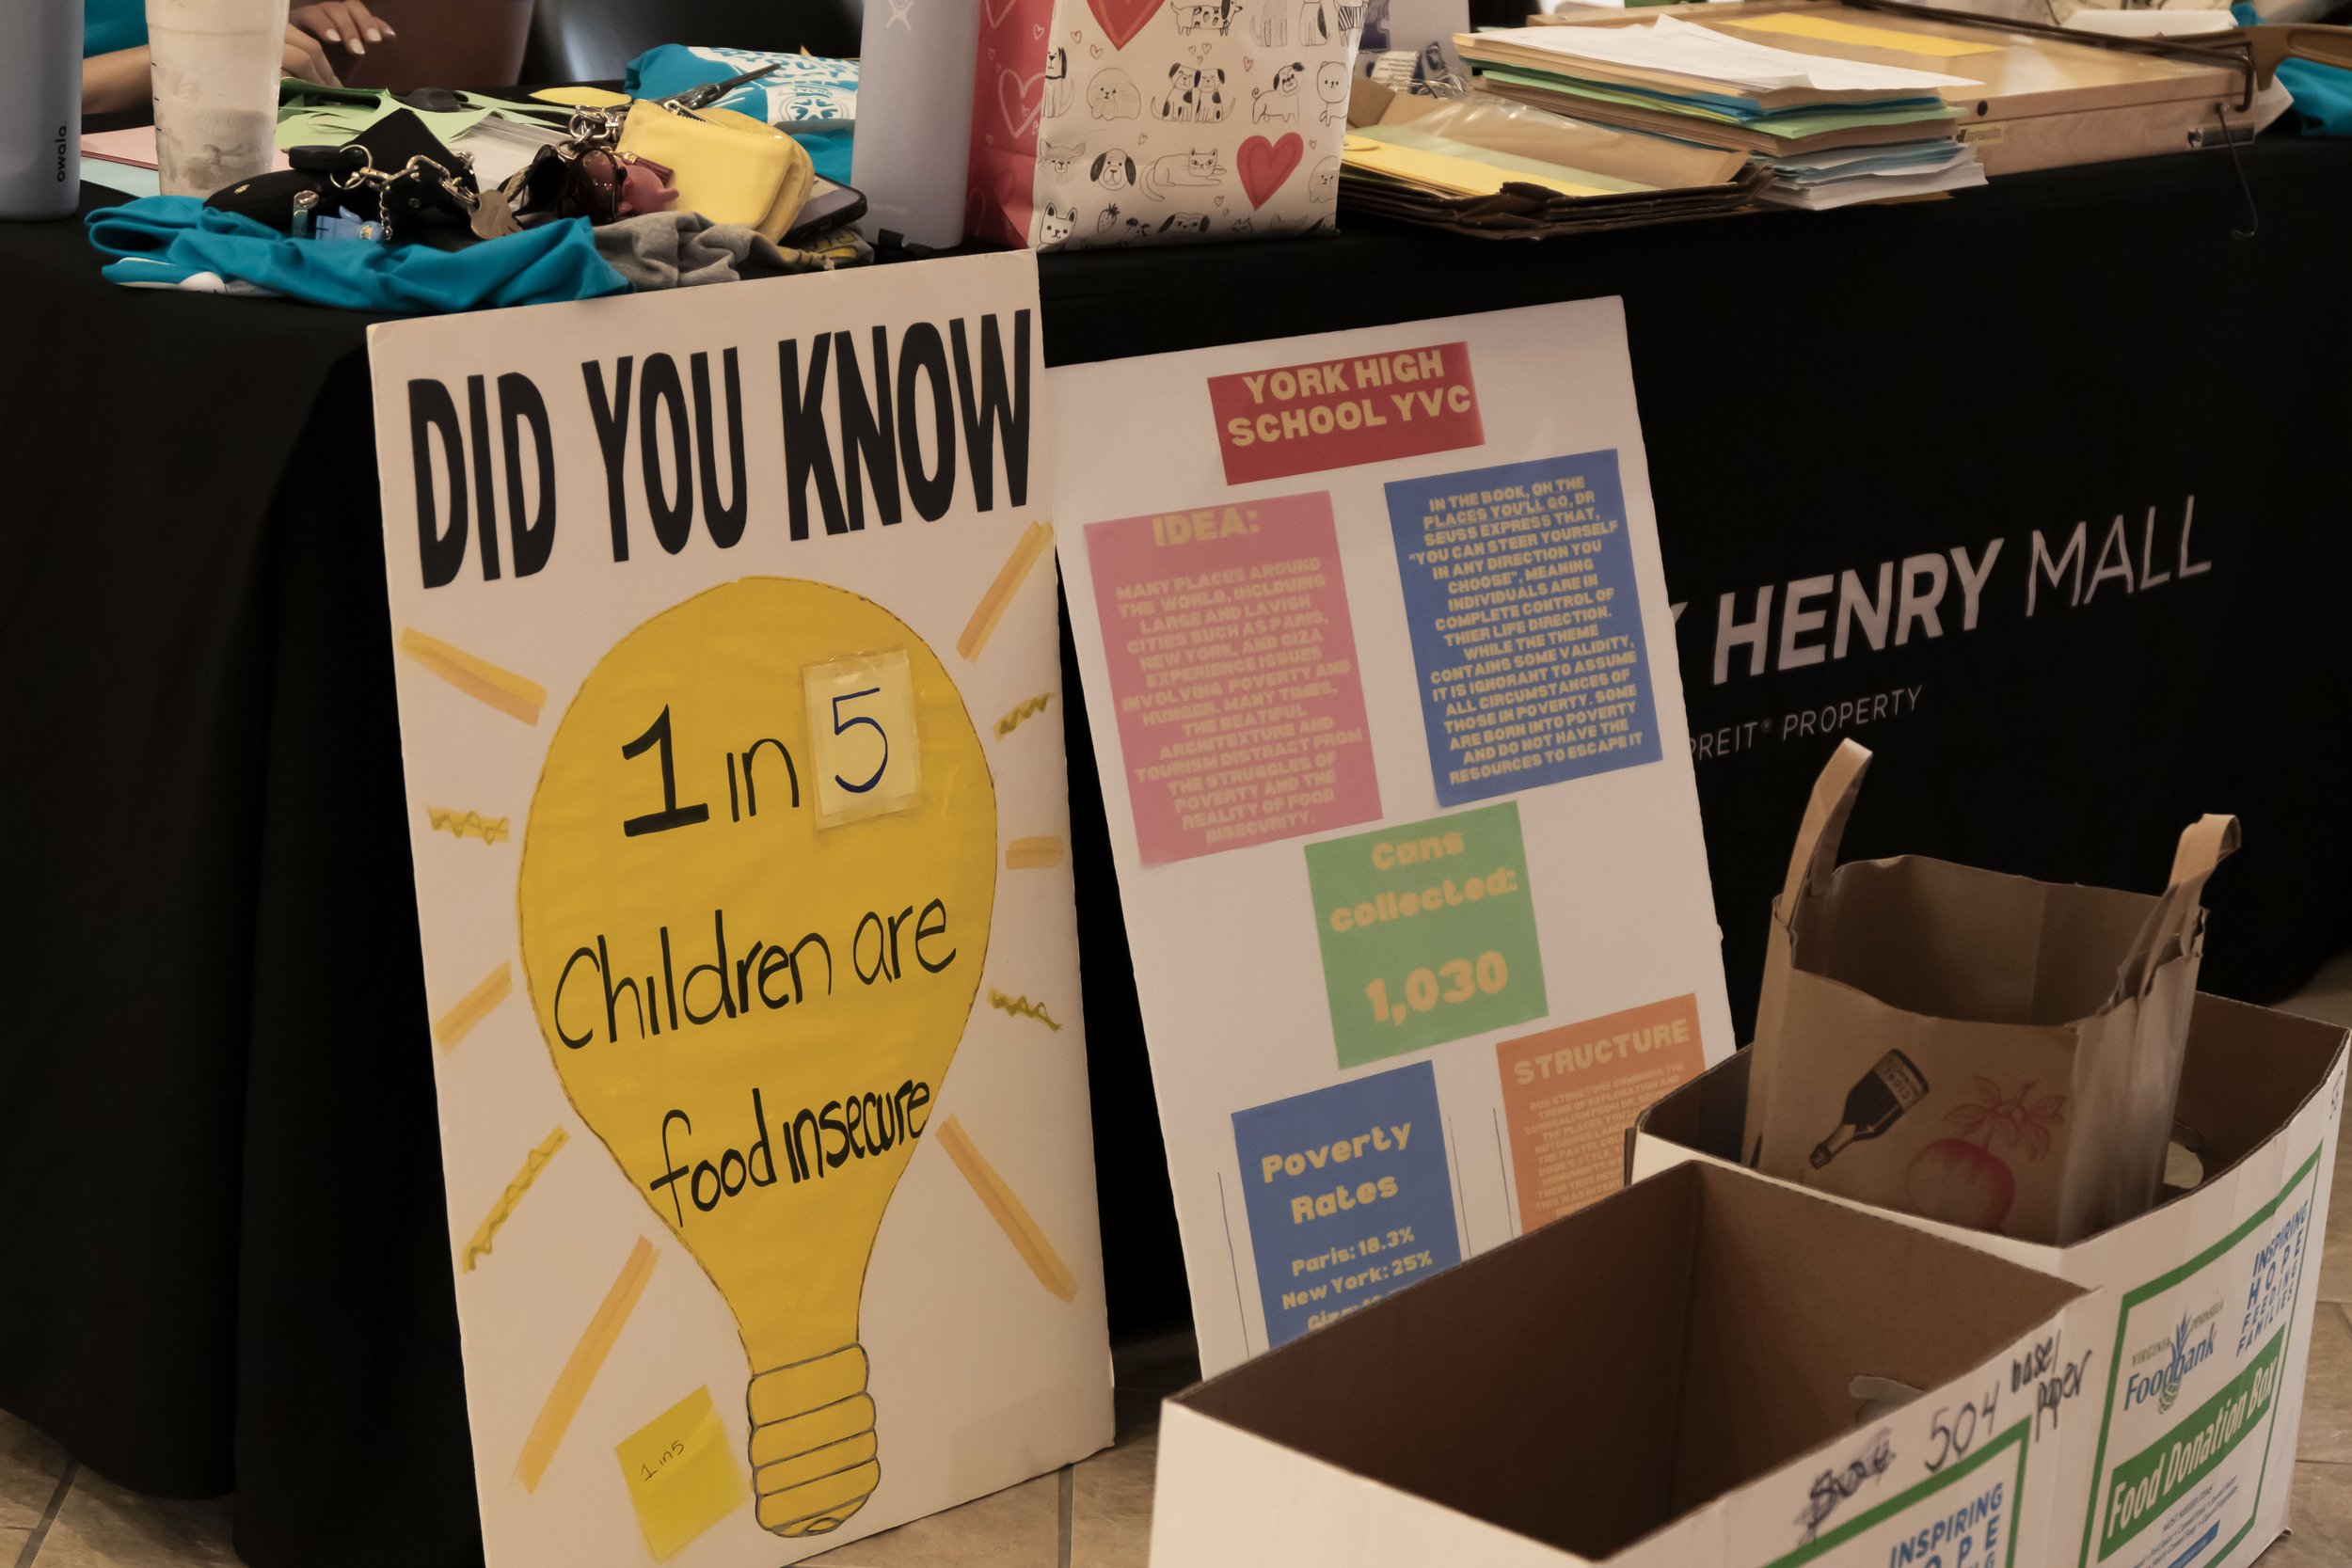 owala
DID YOU KNOW
1 in 5
Children are
food insecure
1 in 5
YORK HIGH
SCHOOL YVC
IDEA:
MANY PLACES AROUND
THE WORLD, INCLDUING
LARGE AND LAVISH
CITIES SUCH AS PARIS,
NEW YORK, AND GIZA
EXPERIENCE ISSUES
INVOLVING POVERTY AND
HUNGER. MANY TIMES,
THE BEATIFUL
ARCHITEXTURE AND
TOURISM DISTRACT FROM
THE STRUGGLES OF
POVERTY AND THE
REALITY OF FOOD
INSECURITY.
IN THE BOOK, OH THE
PLACES YOU'LL GO, DR
SEUSS EXPRESS THAT,
"YOU CAN STEER YOURSELF
IN ANY DIRECTION YOU
CHOOSE", MEANING
INDIVIDUALS ARE IN
COMPLETE CONTROL OF
THIER LIFE DIRECTION.
WHILE THE THEME
CONTAINS SOME VALIDITY,
IT IS IGNORANT TO ASSUME
ALL CIRCUMSTANCES OF
THOSE IN POVERTY. SOME
ARE BORN INTO POVERTY
AND DO NOT HAVE THE
RESOURCES TO ESCAPE IT
Cans
collected:
1,030
Poverty
Rates
Paris: 18.3%
New York: 25%
STRUCTURE
HENRY MALL
PREIT® PROPERTY
504
INSPIRING
HOPE
FEEDING
FAMILIES
VIRGINIA PENINSULA
Foodbank
Food Donation Box
INSPIRING